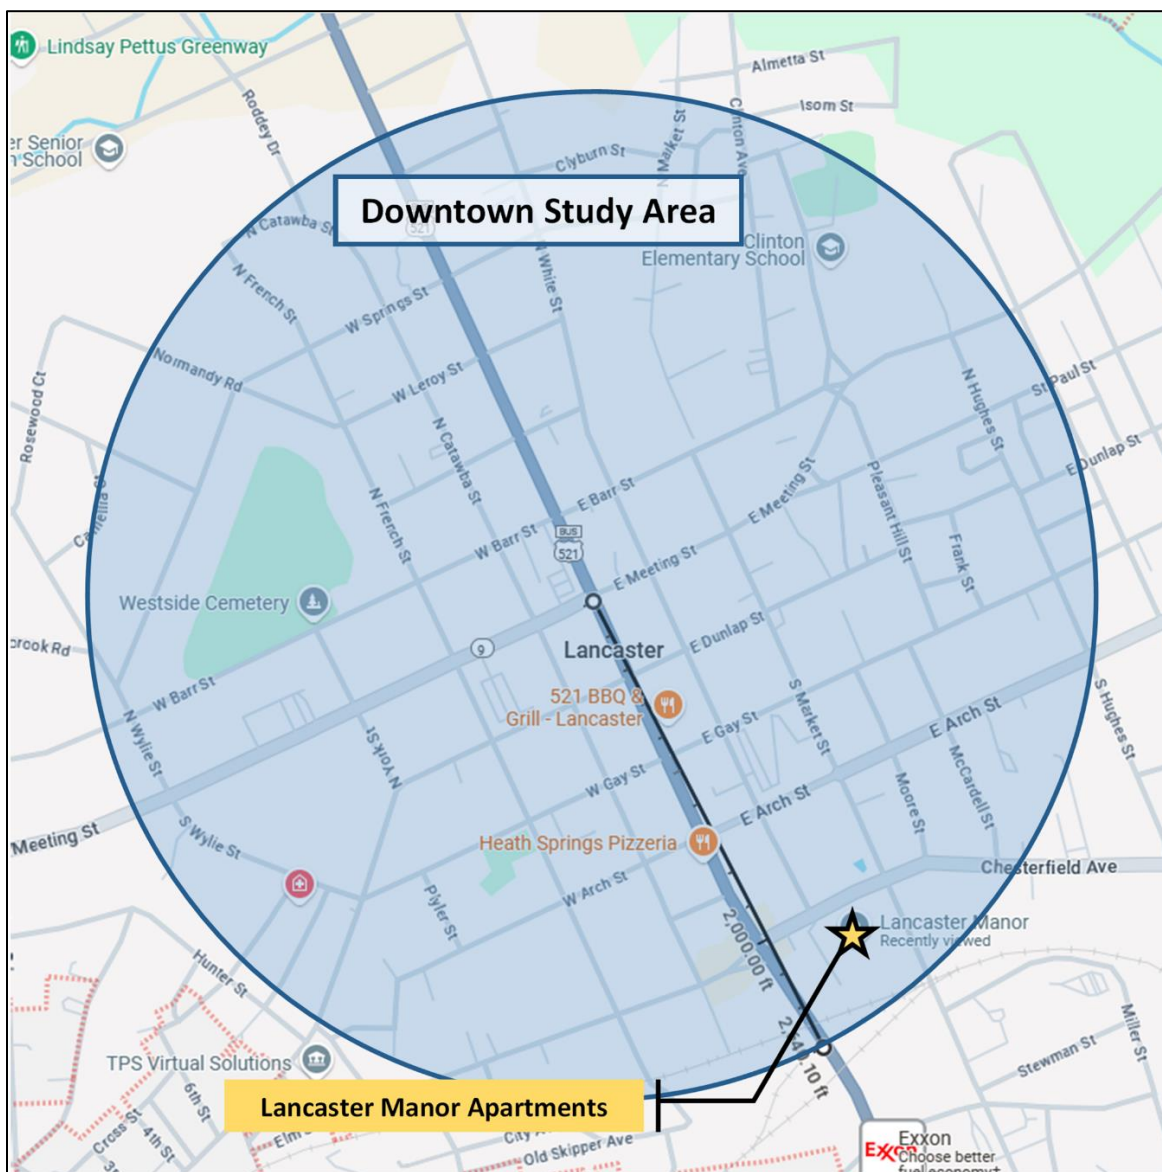 Lindsay Pettus Greenway
Almetta St
Isom St
Roddey Dr
Clinton Ave
N Market St
er Senior
n School
Clyburn St
Downtown Study Area
521
N Catawba St
N White St
Clinton
Elementary School
N French St
W Springs St
Normandy Rd
W Leroy St
Rosewood Ct
N Hughes St
St Paul St
N Catawba St
E Dunlap St
N French St
E Barr St
E Meeting St
Pleasant Hill St
W Barr St
BUS
521
Frank St
E Meeting St
Westside Cemetery
E Dunlap St
Lancaster
9
rook Rd
W Barr St
521 BBQ &
Grill - Lancaster
S Market St
S Hughes St
N Wylie St
N York St
E Gay St
E Arch St
W Gay St
McCardell St
Moore St
E Arch St
Meeting St
S Wylie St
Heath Springs Pizzeria
Chesterfield Ave
W Arch St
Plyler St
2,000.00 ft
Lancaster Manor
Recently viewed
Hunter St
Miller St
Stewman St
TPS Virtual Solutions
6th St
Lancaster Manor Apartments
Cross St
4th St
Old Skipper Ave
Exxon
Exxon
Choose better
fuel economy†